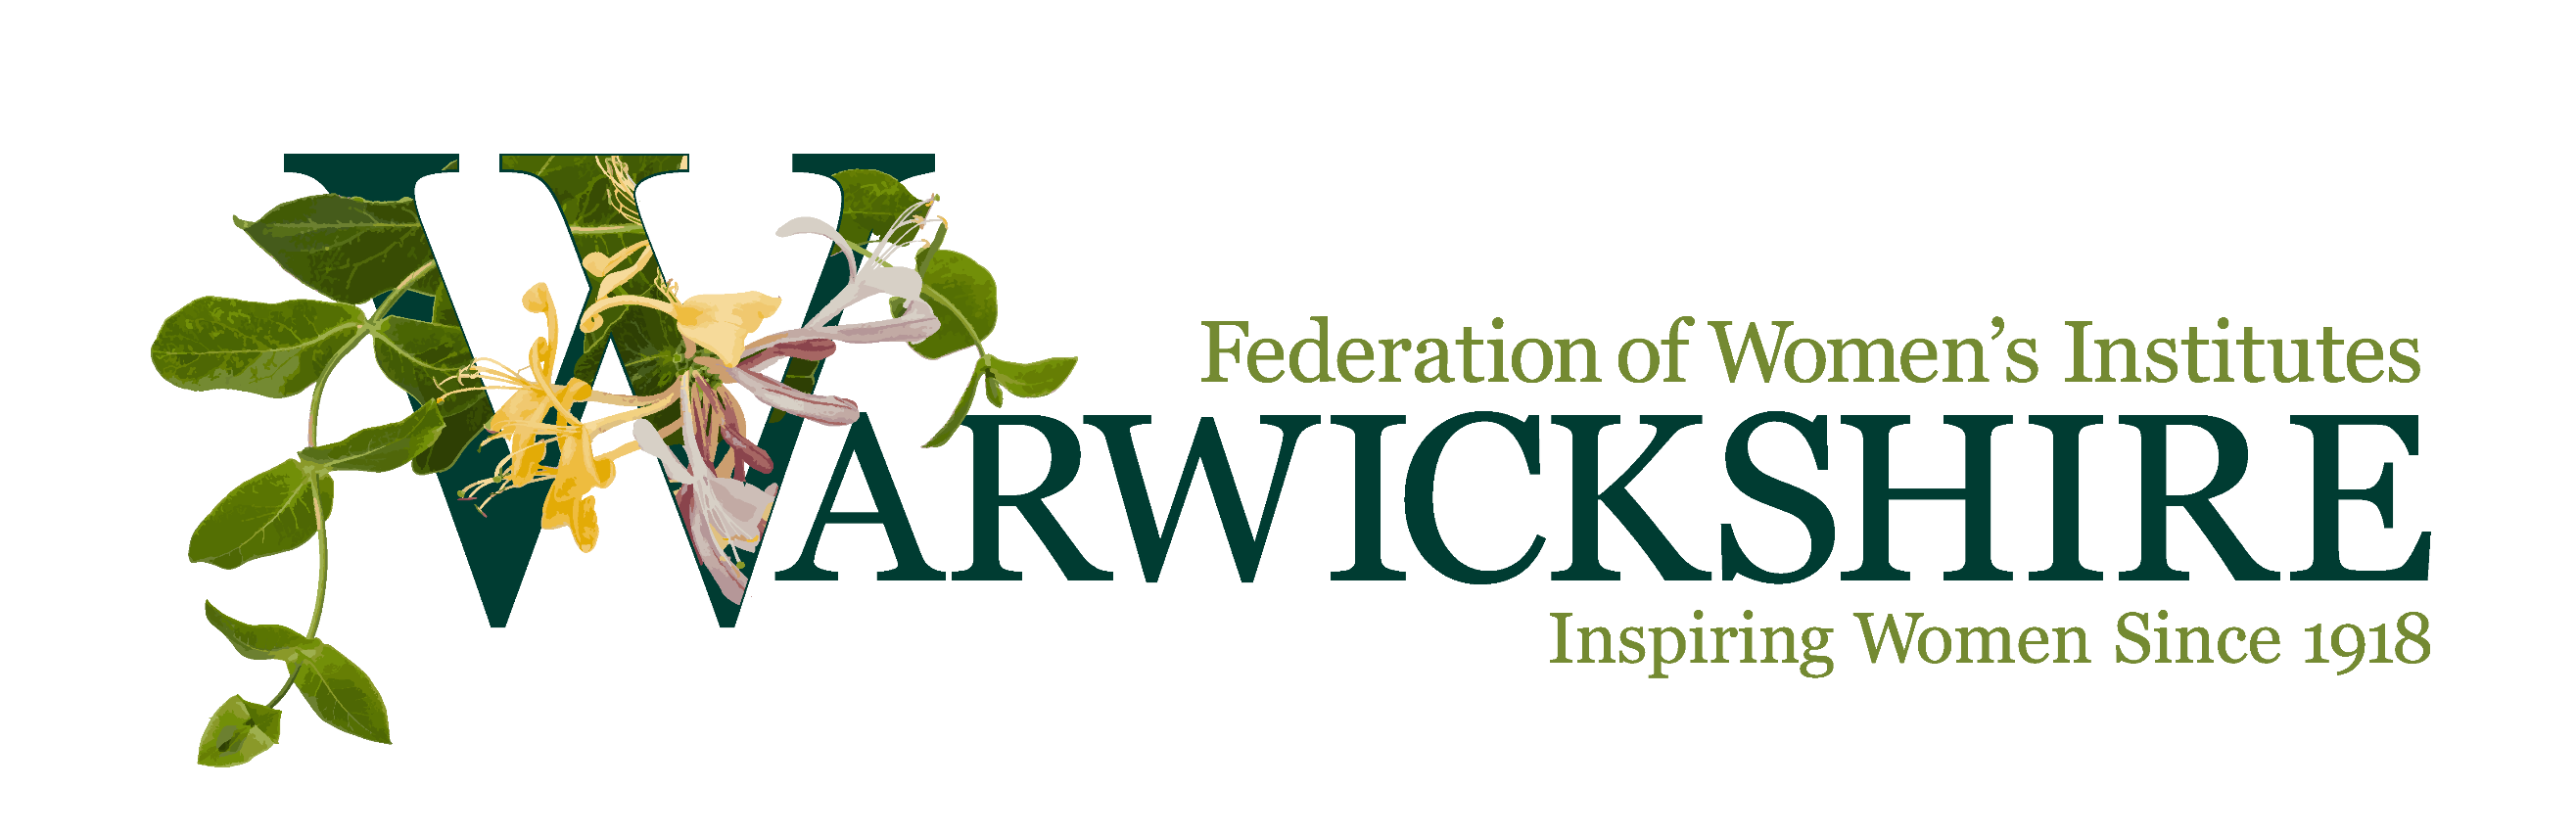 Federation of Women’s Institutes
WARWICKSHIRE
Inspiring Women Since 1918